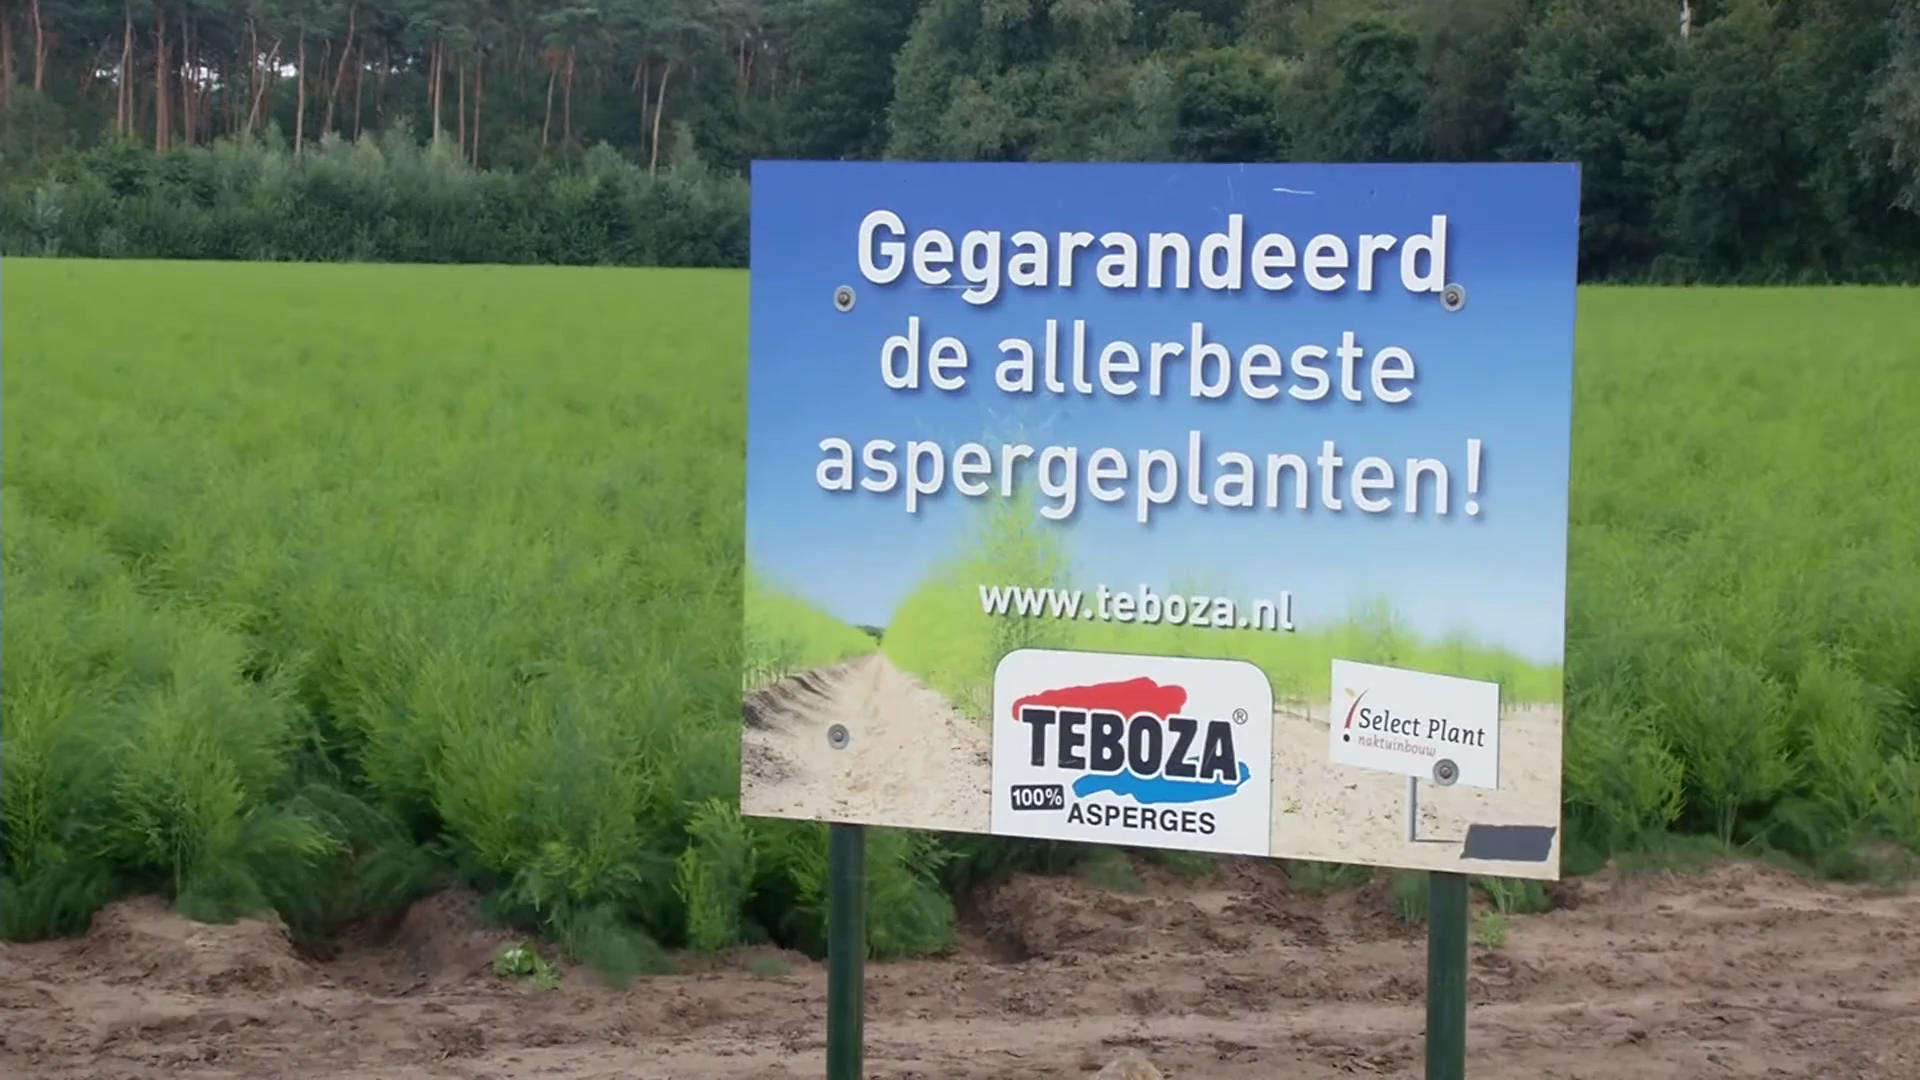 Gegarandeerd
de allerbeste
aspergeplanten!
www.teboza.nl
TEBOZA®
100%
ASPERGES
Select Plant
naktuinbouw